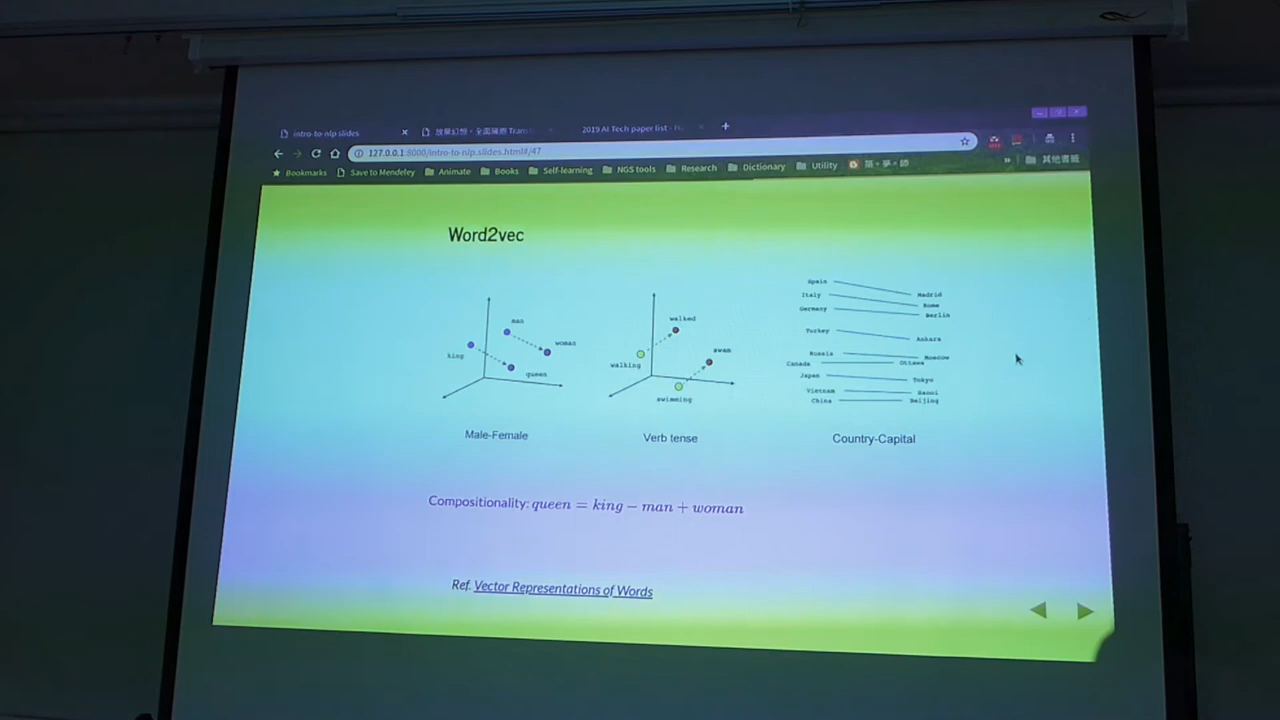 intro-to-nlp slides
2019 AI Tech paper list - H
127.0.0.1:8000/intro-to-nlp.slides.html#/47
Bookmarks Save to Mendeley Animate Books Self-learning NGS tools Research Dictionary Utility » 其他書籤
Word2vec
man
woman
king
queen
Male-Female
walked
walking
swam
swimming
Verb tense
Spain Madrid
Italy Rome
Germany Berlin
Turkey Ankara
Russia Moscow
Canada Ottawa
Japan Tokyo
Vietnam Hanoi
China Beijing
Country-Capital
Compositionality: queen = king − man + woman
Ref. Vector Representations of Words